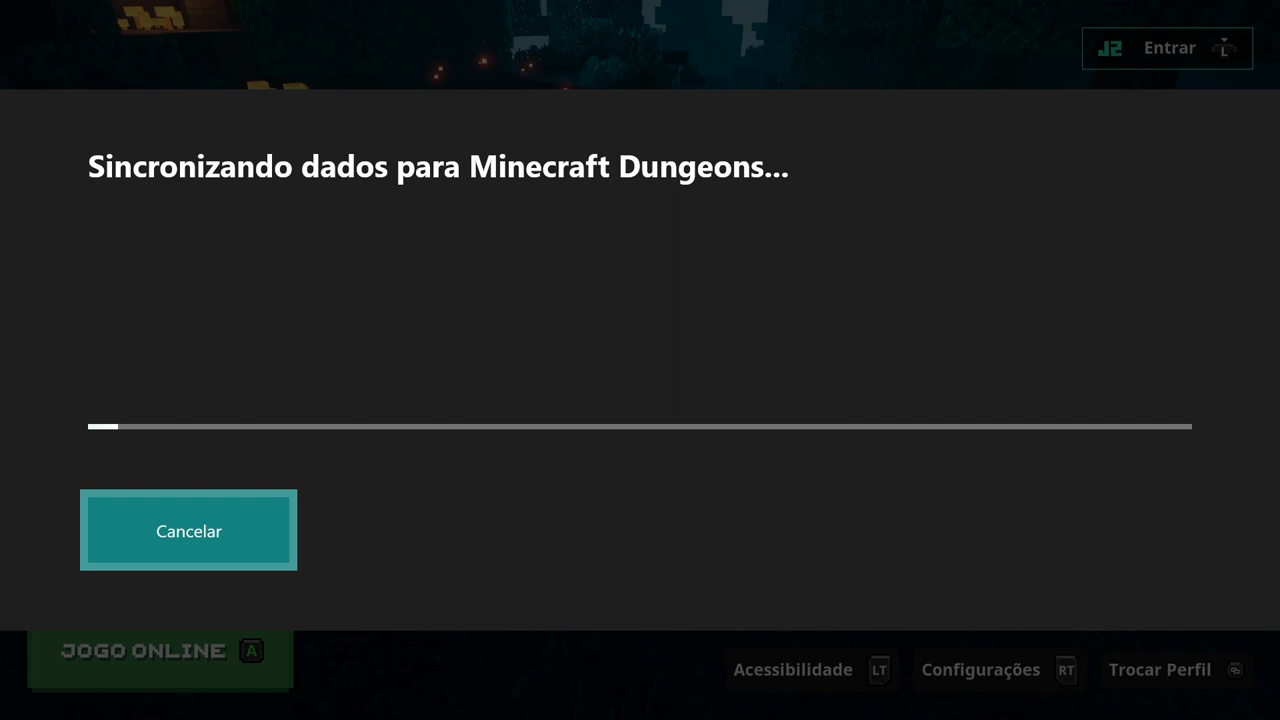 J2 Entrar L
Sincronizando dados para Minecraft Dungeons...
Cancelar
JOGO ONLINE A
Acessibilidade LT Configurações RT Trocar Perfil